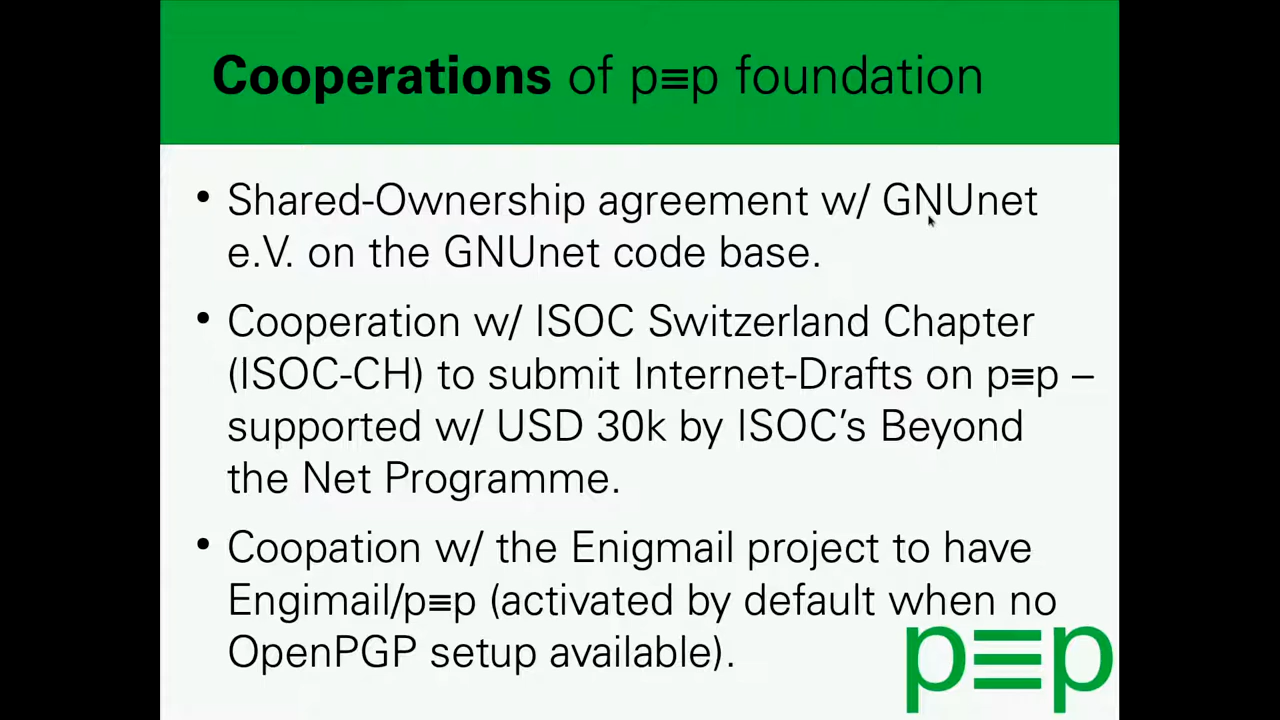 Cooperations of p≡p foundation
• Shared-Ownership agreement w/ GNUnet
e.V. on the GNUnet code base.
• Cooperation w/ ISOC Switzerland Chapter
(ISOC-CH) to submit Internet-Drafts on p≡p –
supported w/ USD 30k by ISOC’s Beyond
the Net Programme.
• Coopation w/ the Enigmail project to have
Engimail/p≡p (activated by default when no
OpenPGP setup available).
p≡p